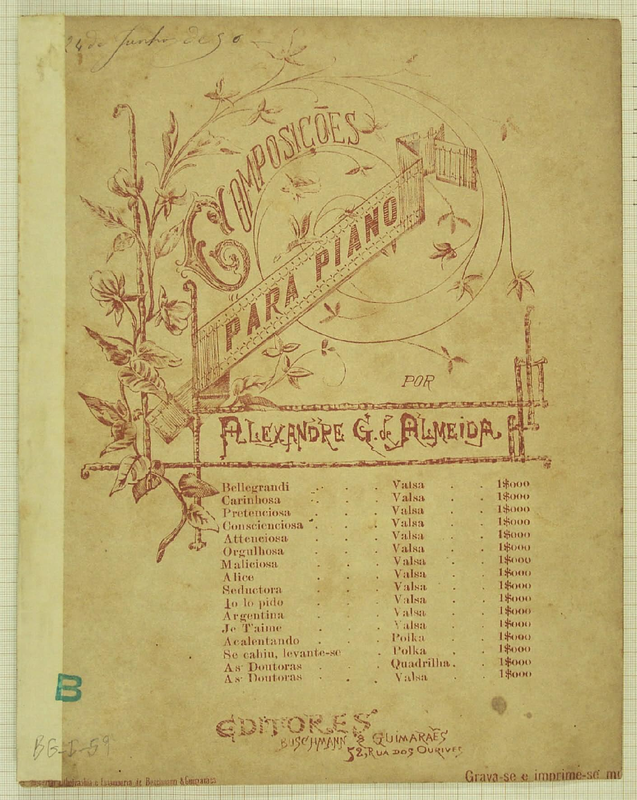 24 de Junho de 90
COMPOSIÇÕES
PARA PIANO
POR
ALEXANDRE G. de ALMEIDA
Bellegrandi . . . Valsa . . 1$000
Carinhosa . . . Valsa . . 1$000
Pretenciosa . . . Valsa . . 1$000
Conscienciosa . . . Valsa . . 1$000
Attenciosa . . . Valsa . . 1$000
Orgulhosa . . . Valsa . . 1$000
Maliciosa . . . Valsa . . 1$000
Alice . . . Valsa . . 1$000
Seductora . . . Valsa . . 1$000
Io lo pido . . . Valsa . . 1$000
Argentina . . . Valsa . . 1$000
Je T'aime . . . Valsa . . 1$000
Acalentando . . . Polka . . 1$000
Se cahiu, levante-se . . Polka . . 1$000
As Doutoras . . . Quadrilha . . 1$000
As Doutoras . . . Valsa . . 1$000
EDITORES
BUSCHMANN & GUIMARAẼS
52, RUA DOS OURIVES
B
BG-I-59
e Estamparia de Buschmann & Guimarães
Grava-se e imprime-se